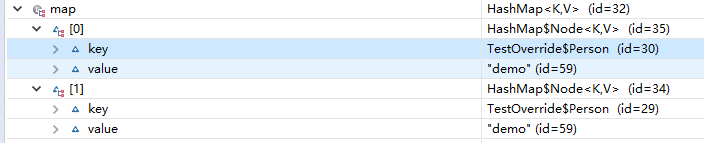 map HashMap<K,V> (id=32)
[0] HashMap$Node<K,V> (id=35)
key TestOverride$Person (id=30)
value "demo" (id=59)
[1] HashMap$Node<K,V> (id=34)
key TestOverride$Person (id=29)
value "demo" (id=59)